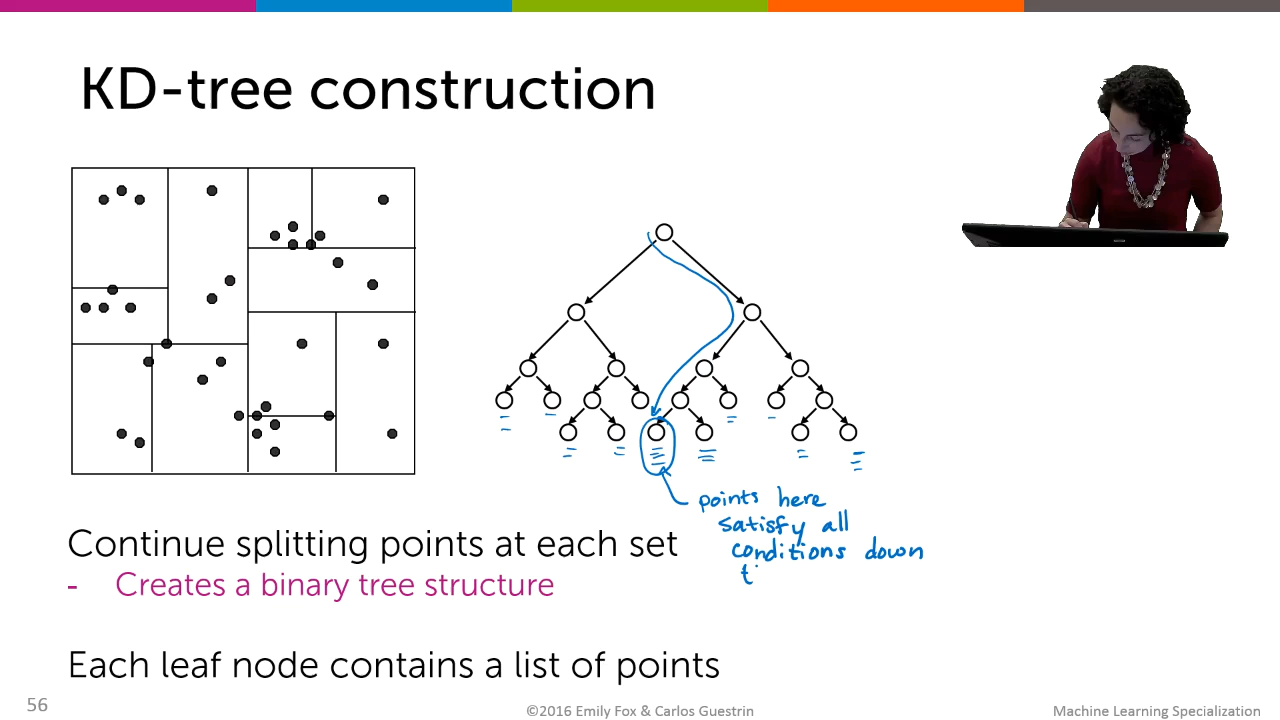 KD-tree construction
points here
satisfy all
conditions down
t
Continue splitting points at each set
- Creates a binary tree structure
Each leaf node contains a list of points
56
©2016 Emily Fox & Carlos Guestrin
Machine Learning Specialization